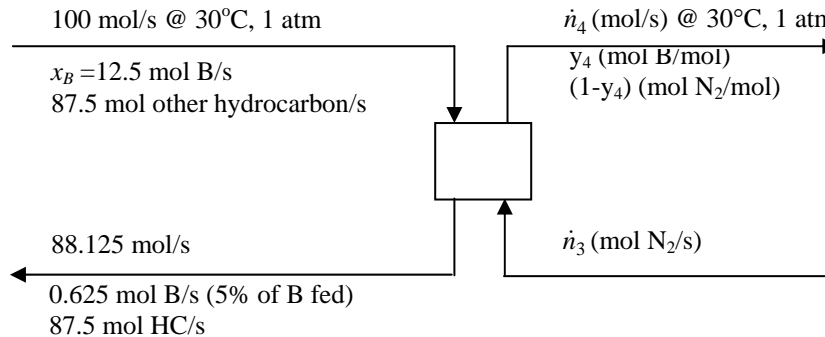 100 mol/s @ 30°C, 1 atm
x_B =12.5 mol B/s
87.5 mol other hydrocarbon/s
ṅ₄ (mol/s) @ 30°C, 1 atm
y₄ (mol B/mol)
(1-y₄) (mol N₂/mol)
88.125 mol/s
0.625 mol B/s (5% of B fed)
87.5 mol HC/s
ṅ₃ (mol N₂/s)